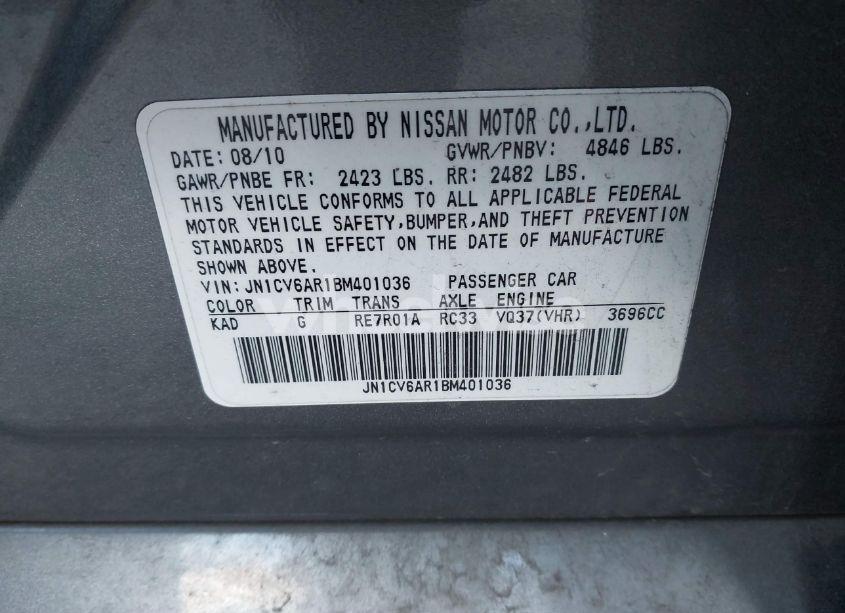 MANUFACTURED BY NISSAN MOTOR CO.,LTD.
DATE: 08/10 GVWR/PNBV: 4846 LBS.
GAWR/PNBE FR: 2423 LBS. RR: 2482 LBS.
THIS VEHICLE CONFORMS TO ALL APPLICABLE FEDERAL
MOTOR VEHICLE SAFETY,BUMPER,AND THEFT PREVENTION
STANDARDS IN EFFECT ON THE DATE OF MANUFACTURE
SHOWN ABOVE.
VIN:JN1CV6AR1BM401036 PASSENGER CAR
COLOR TRIM TRANS AXLE ENGINE
KAD G RE7R01A RC33 VQ37(VHR) 3696CC
JN1CV6AR1BM401036